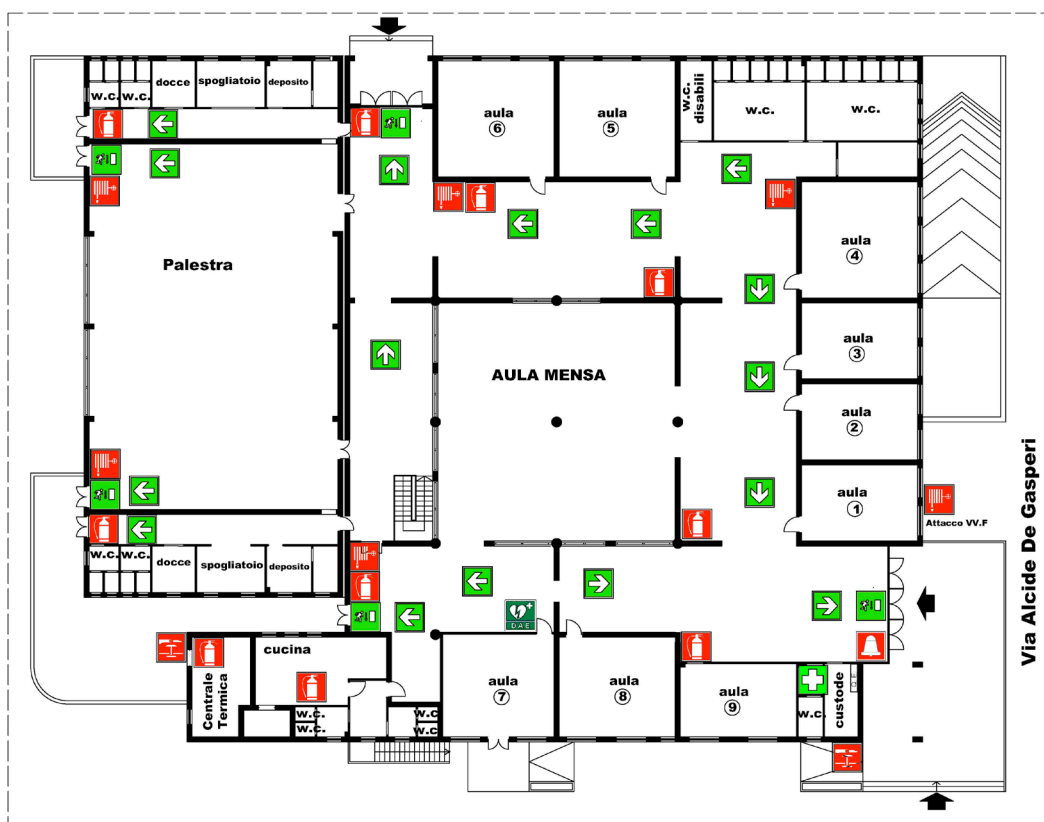 docce
spogliatoio
deposito
w.c.
w.c.
w.c.
disabili
w.c.
w.c.
aula
6
aula
5
aula
4
Palestra
aula
3
AULA MENSA
aula
2
aula
1
Attacco VV.F
Via Alcide De Gasperi
w.c.
w.c.
docce
spogliatoio
deposito
DAE
cucina
Centrale
Termica
w.c.
w.c.
w.c.
w.c.
aula
7
aula
8
aula
9
w.c.
custode